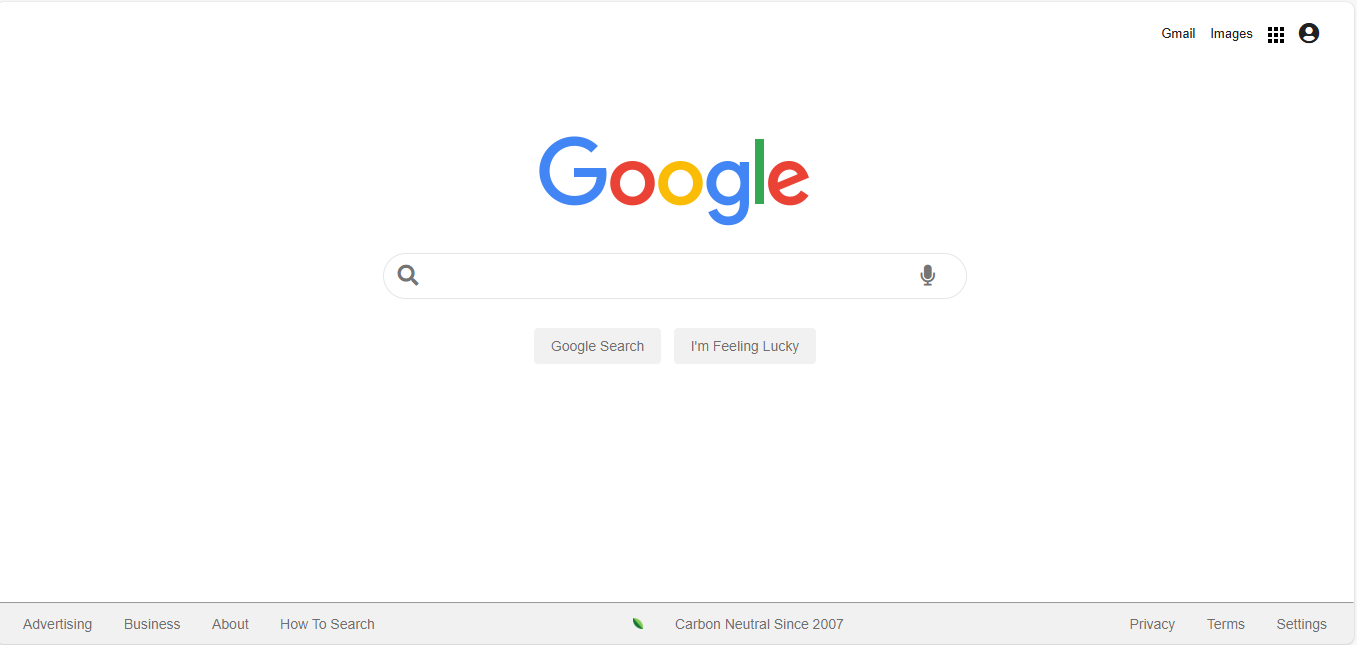 Gmail Images
Google
Google Search I'm Feeling Lucky
Advertising Business About How To Search Carbon Neutral Since 2007 Privacy Terms Settings